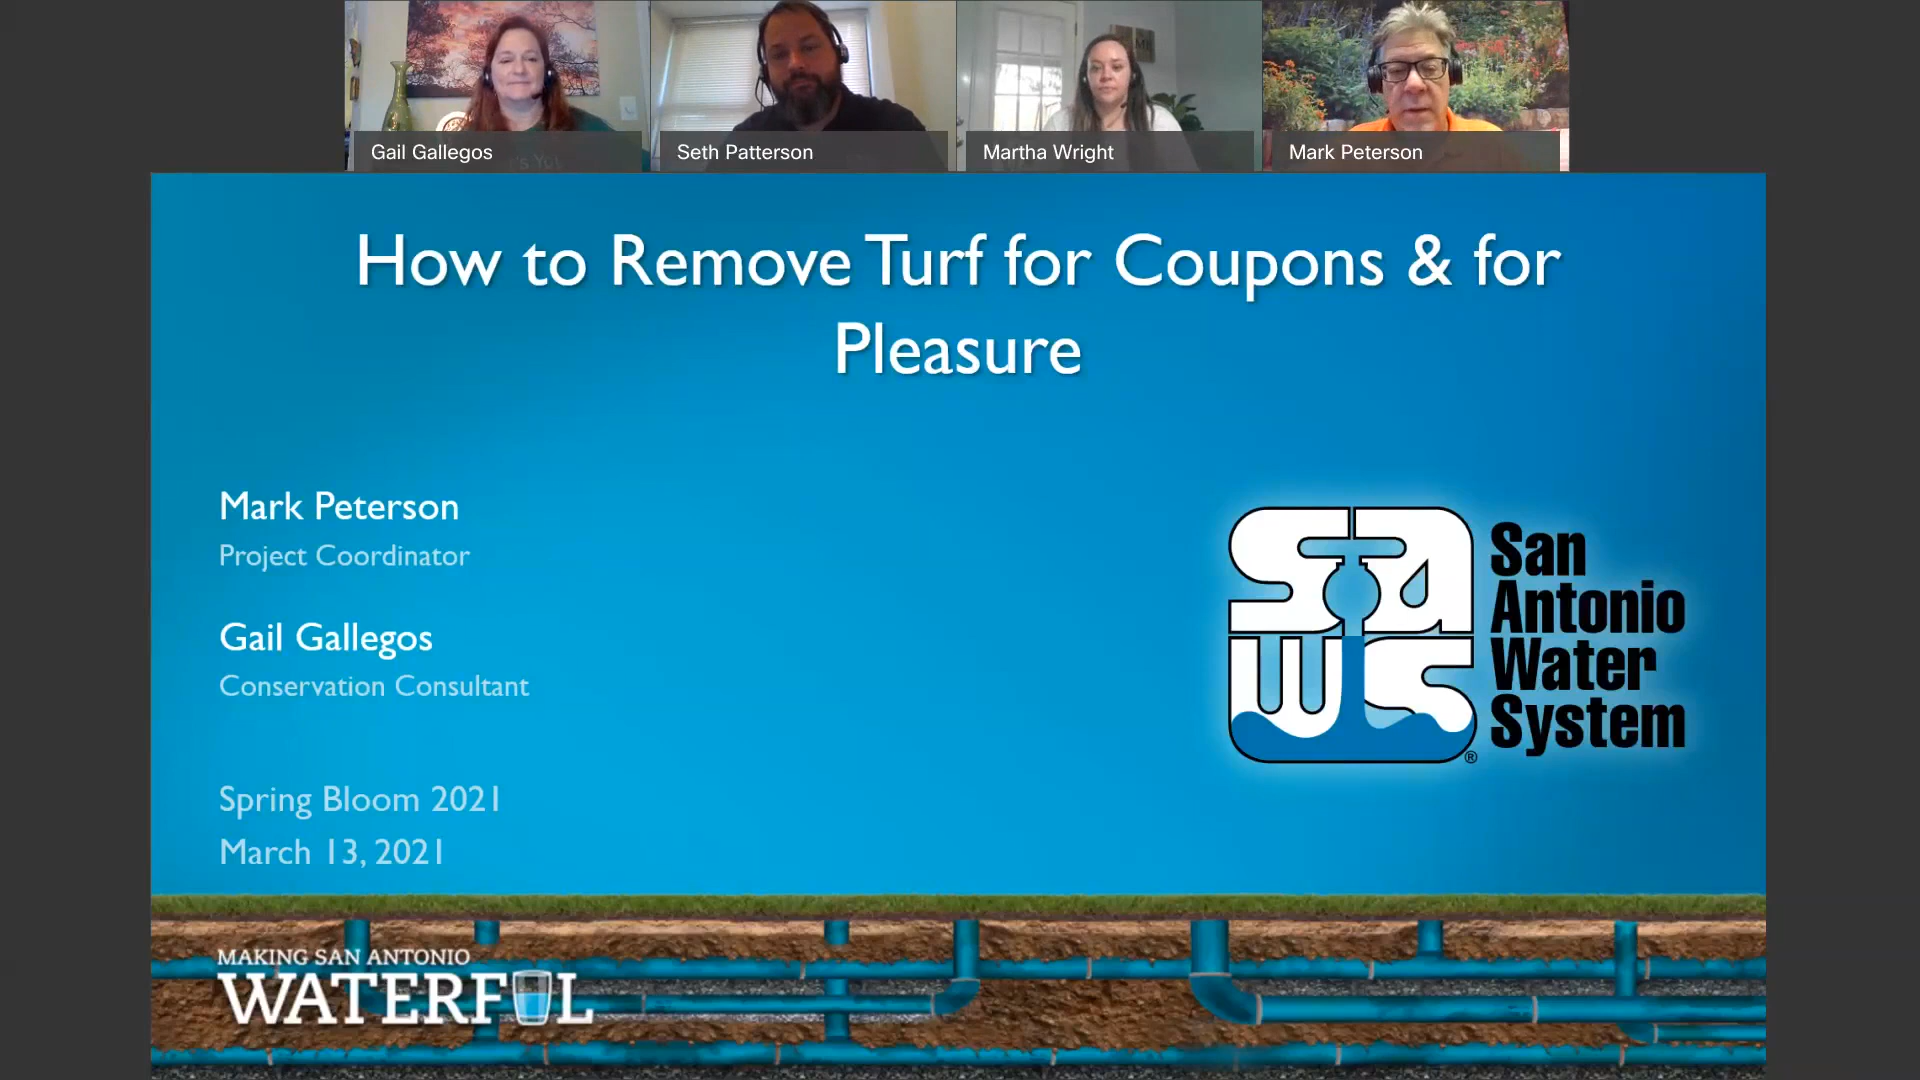 Gail Gallegos
Seth Patterson
Martha Wright
Mark Peterson
How to Remove Turf for Coupons & for
Pleasure
Mark Peterson
Project Coordinator
Gail Gallegos
Conservation Consultant
Spring Bloom 2021
March 13, 2021
SAWS
San
Antonio
Water
System
®
MAKING SAN ANTONIO
WATERFUL